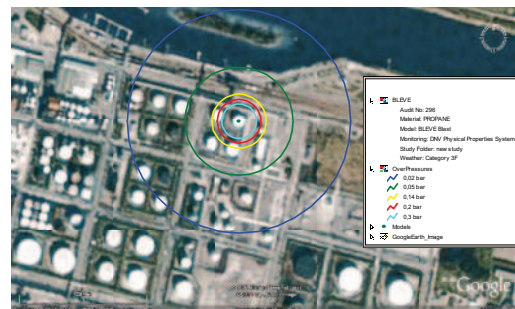 BLEVE
Audit No: 296
Material: PROPANE
Model: BLEVE Blast
Monitoring: DNV Physical Properties System
Study Folder: new study
Weather: Category 3F
OverPressures
0,02 bar
0,05 bar
0,14 bar
0,2 bar
0,3 bar
Models
GoogleEarth_Image
Google